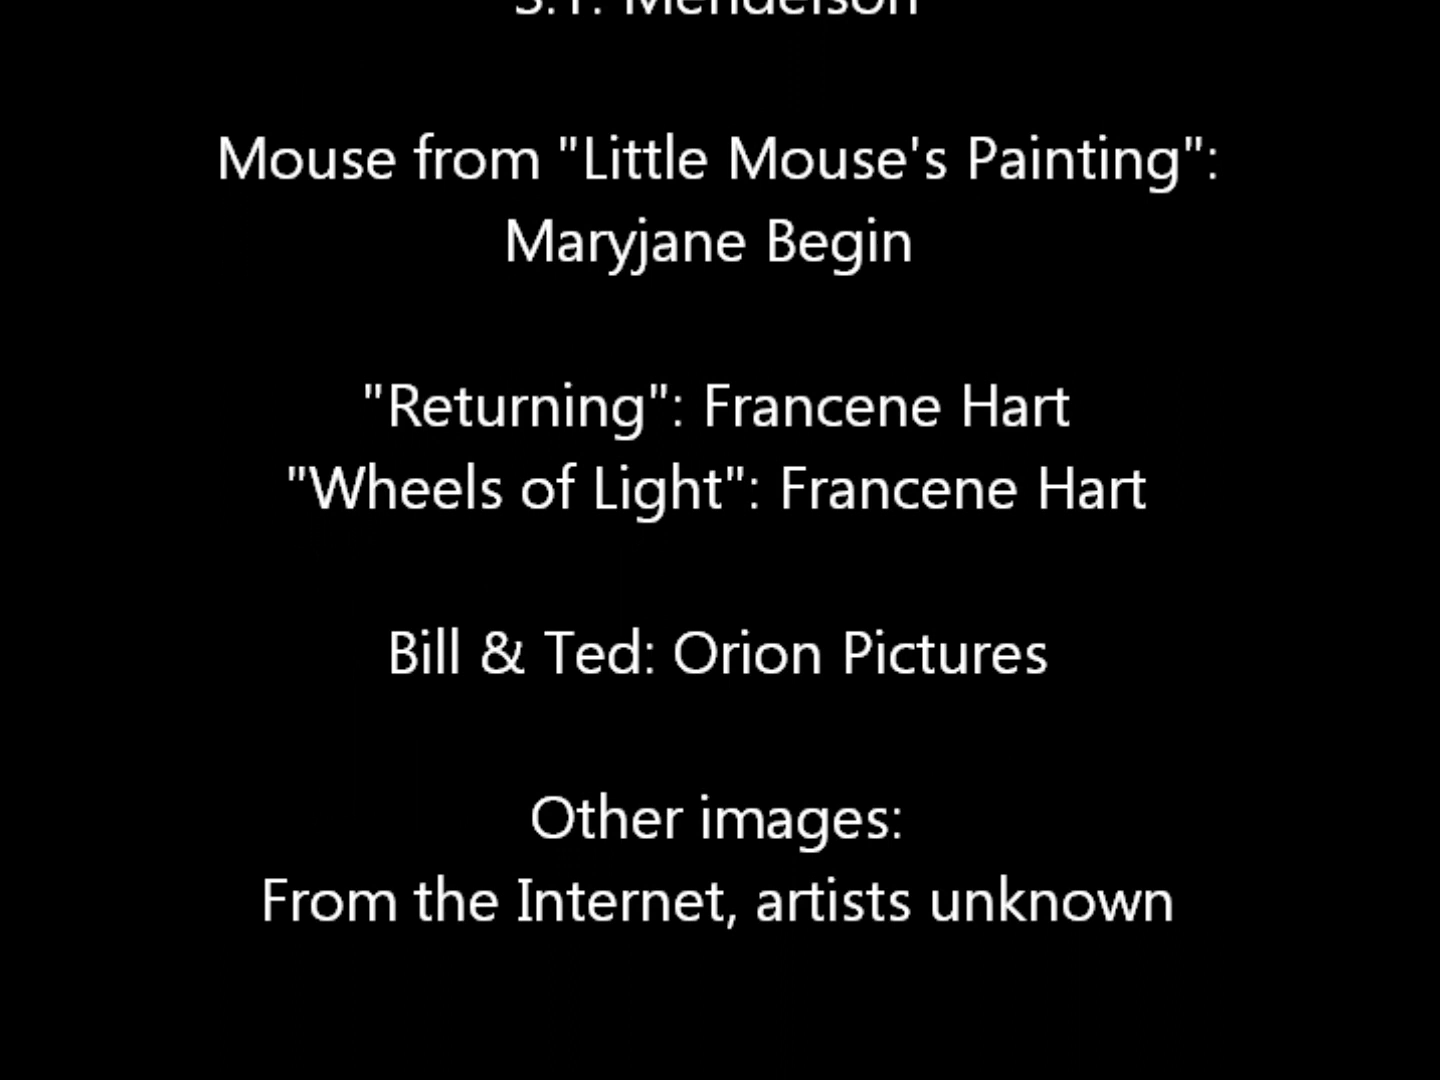 Mendelson
Mouse from "Little Mouse's Painting":
Maryjane Begin
"Returning": Francene Hart
"Wheels of Light": Francene Hart
Bill & Ted: Orion Pictures
Other images:
From the Internet, artists unknown